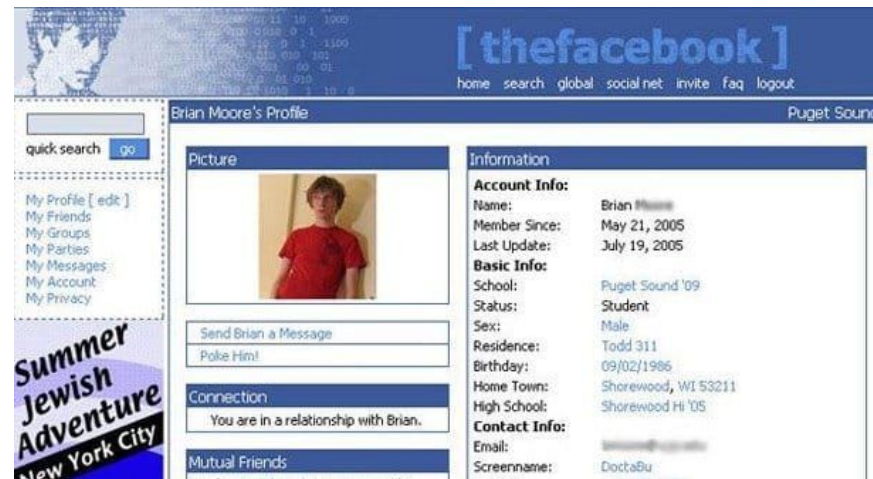 [ thefacebook ]
home search global social net invite faq logout
quick search go
My Profile [ edit ]
My Friends
My Groups
My Parties
My Messages
My Account
My Privacy
Summer
Jewish
Adventure
New York City
Brian Moore's Profile
Puget Sound
Picture
Send Brian a Message
Poke Him!
Connection
You are in a relationship with Brian.
Mutual Friends
Information
Account Info:
Name: Brian
Member Since: May 21, 2005
Last Update: July 19, 2005
Basic Info:
School: Puget Sound '09
Status: Student
Sex: Male
Residence: Todd 311
Birthday: 09/02/1986
Home Town: Shorewood, WI 53211
High School: Shorewood Hi '05
Contact Info:
Email:
Screenname: DoctaBu